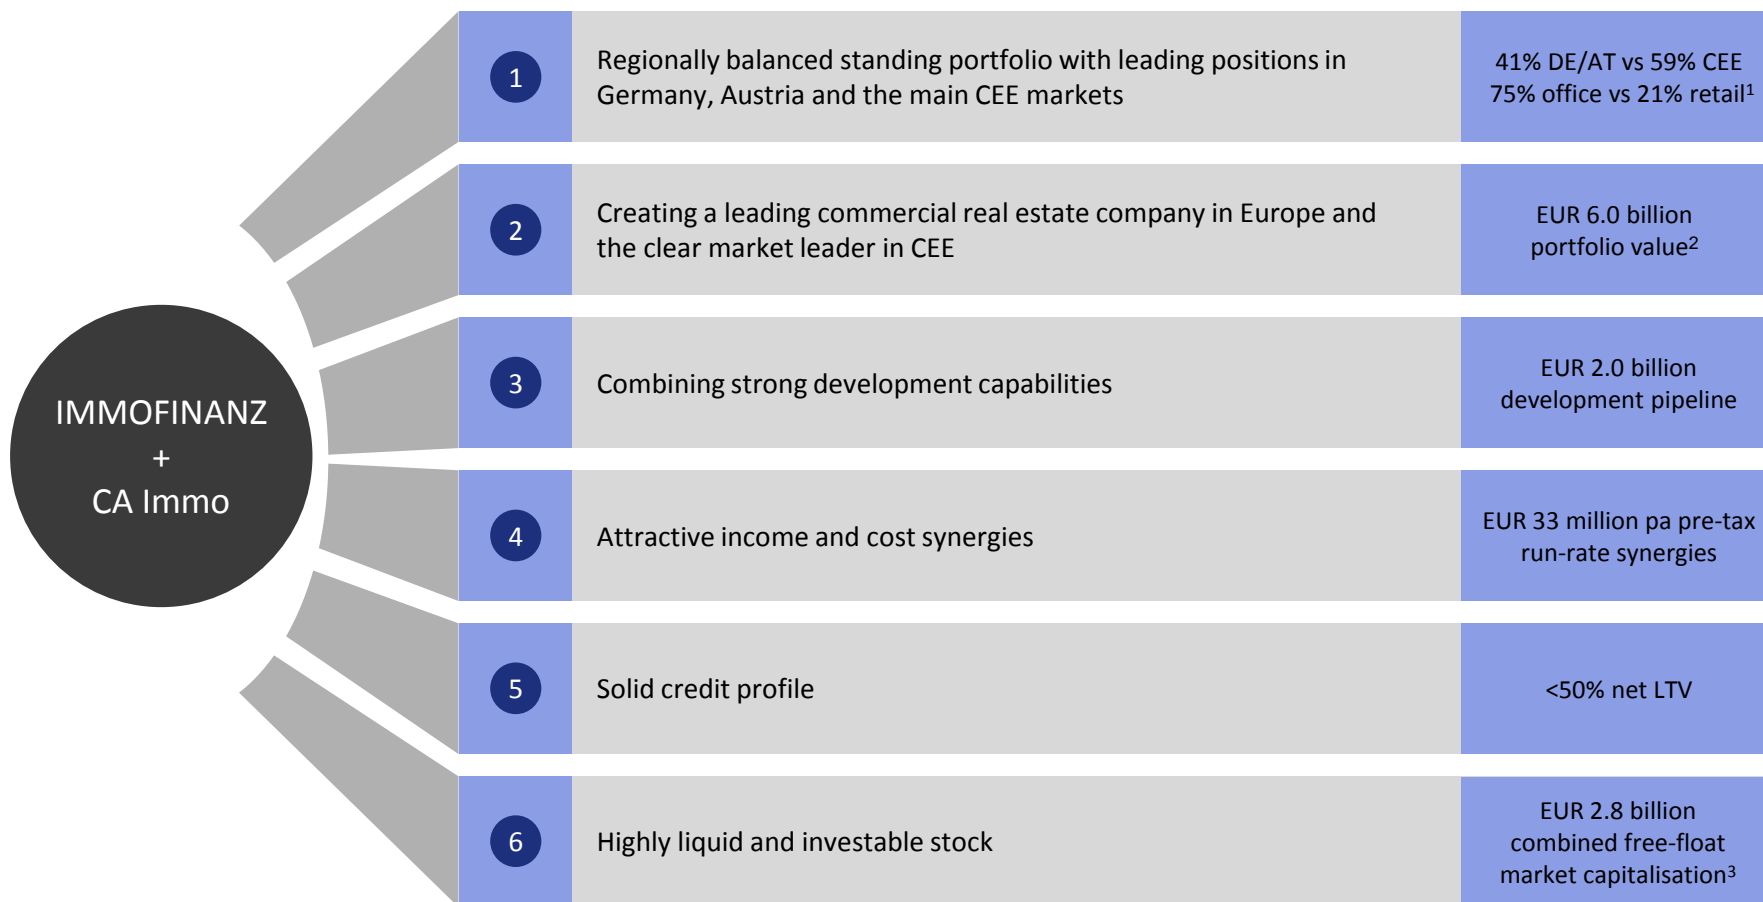 IMMOFINANZ
+
CA Immo
1
Regionally balanced standing portfolio with leading positions in
Germany, Austria and the main CEE markets
41% DE/AT vs 59% CEE
75% office vs 21% retail¹
2
Creating a leading commercial real estate company in Europe and
the clear market leader in CEE
EUR 6.0 billion
portfolio value²
3
Combining strong development capabilities
EUR 2.0 billion
development pipeline
4
Attractive income and cost synergies
EUR 33 million pa pre-tax
run-rate synergies
5
Solid credit profile
<50% net LTV
6
Highly liquid and investable stock
EUR 2.8 billion
combined free-float
market capitalisation³